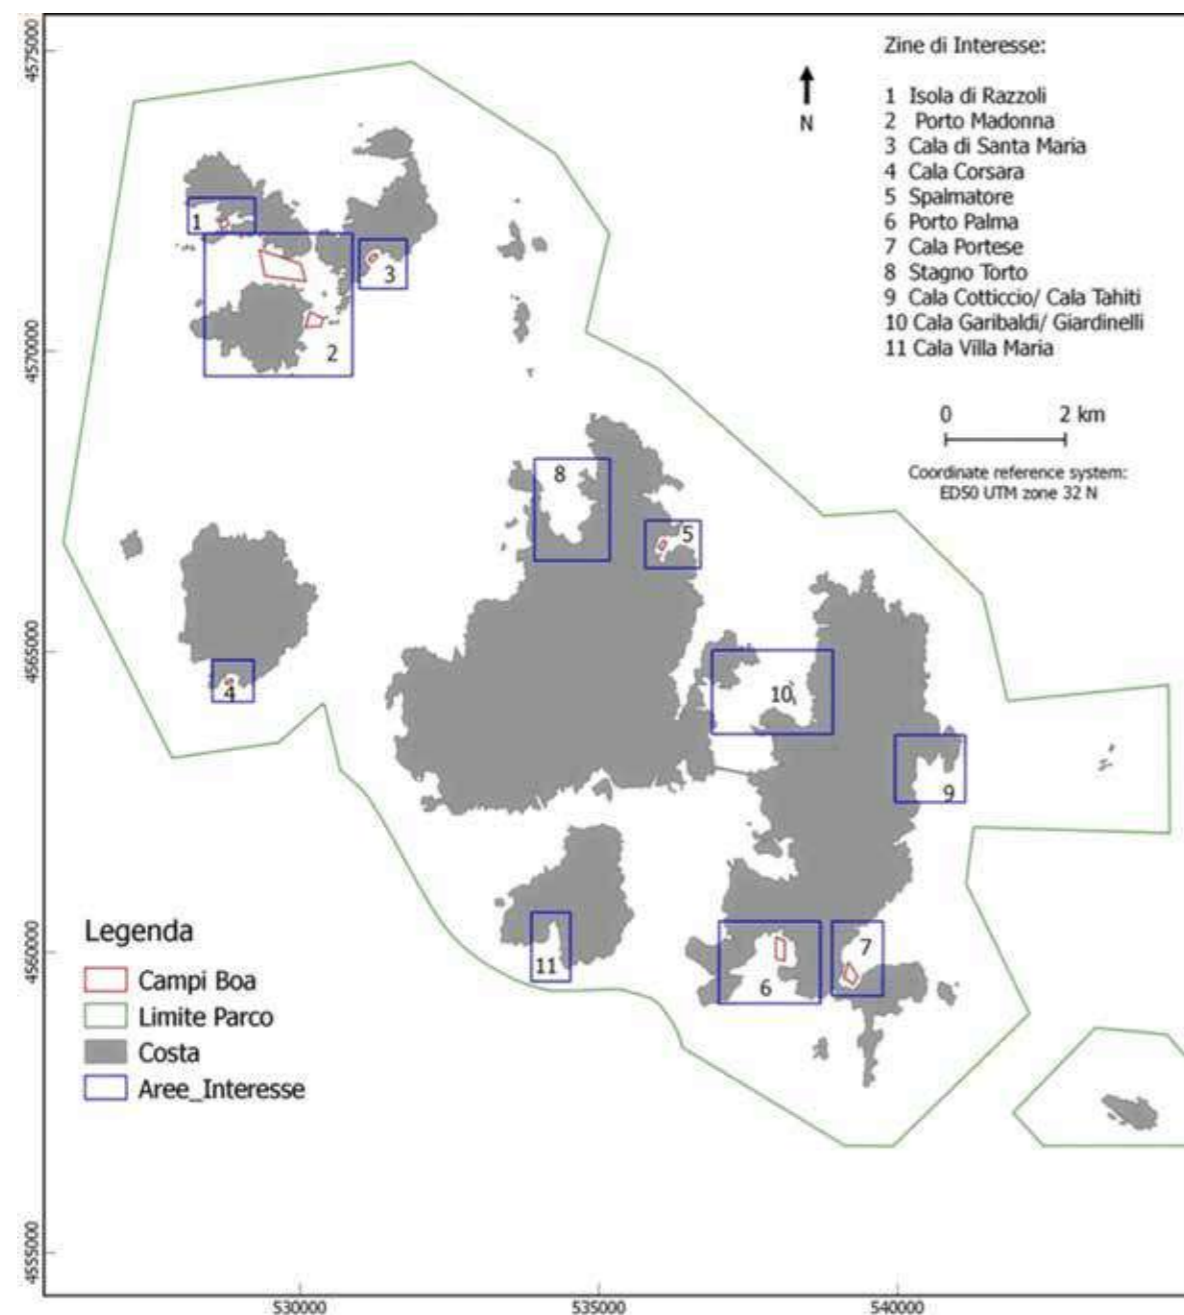 Zine di Interesse:
1 Isola di Razzoli
2 Porto Madonna
3 Cala di Santa Maria
4 Cala Corsara
5 Spalmatore
6 Porto Palma
7 Cala Portese
8 Stagno Torto
9 Cala Cotticcio/ Cala Tahiti
10 Cala Garibaldi/ Giardinelli
11 Cala Villa Maria
N
0 2 km
Coordinate reference system:
ED50 UTM zone 32 N
4575000
4570000
4565000
4560000
4555000
530000 535000 540000
1
3
2
8
5
4
10
9
7
11
6
Legenda
Campi Boa
Limite Parco
Costa
Aree_Interesse